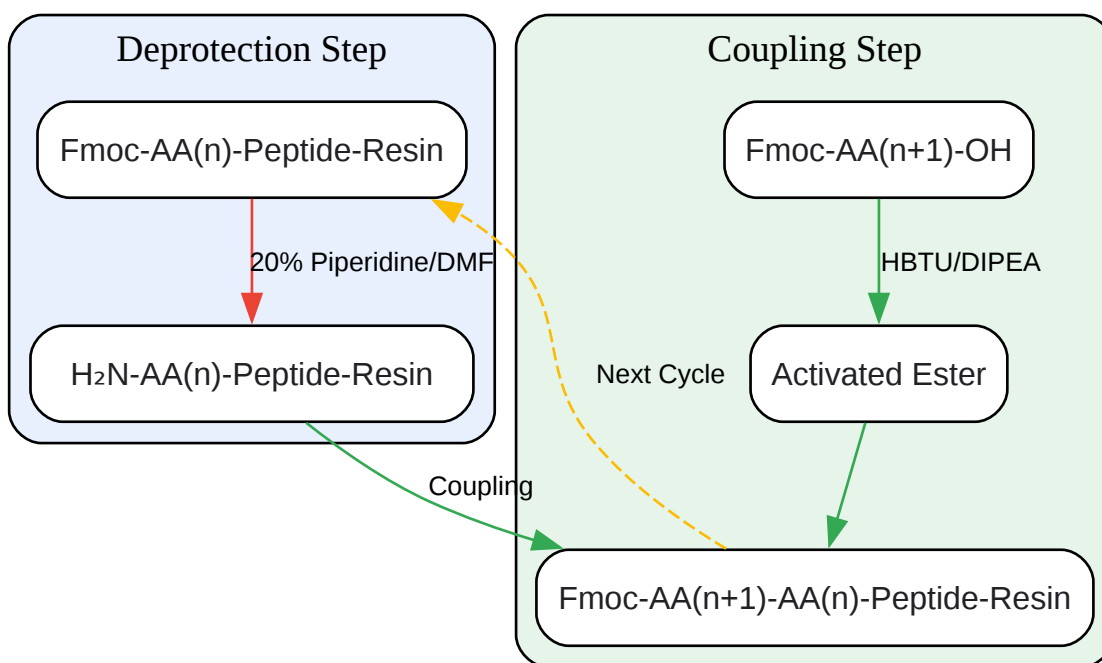 Deprotection Step
Fmoc-AA(n)-Peptide-Resin
20% Piperidine/DMF
H₂N-AA(n)-Peptide-Resin
Coupling
Coupling Step
Fmoc-AA(n+1)-OH
HBTU/DIPEA
Next Cycle
Activated Ester
Fmoc-AA(n+1)-AA(n)-Peptide-Resin